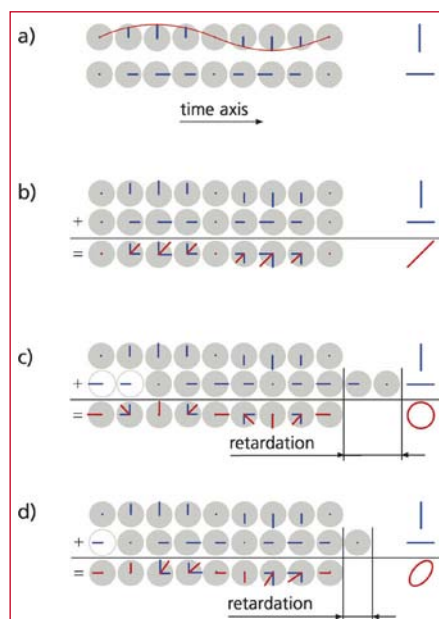 a)
time axis
b)
+
=
c)
+
=
retardation
d)
+
=
retardation